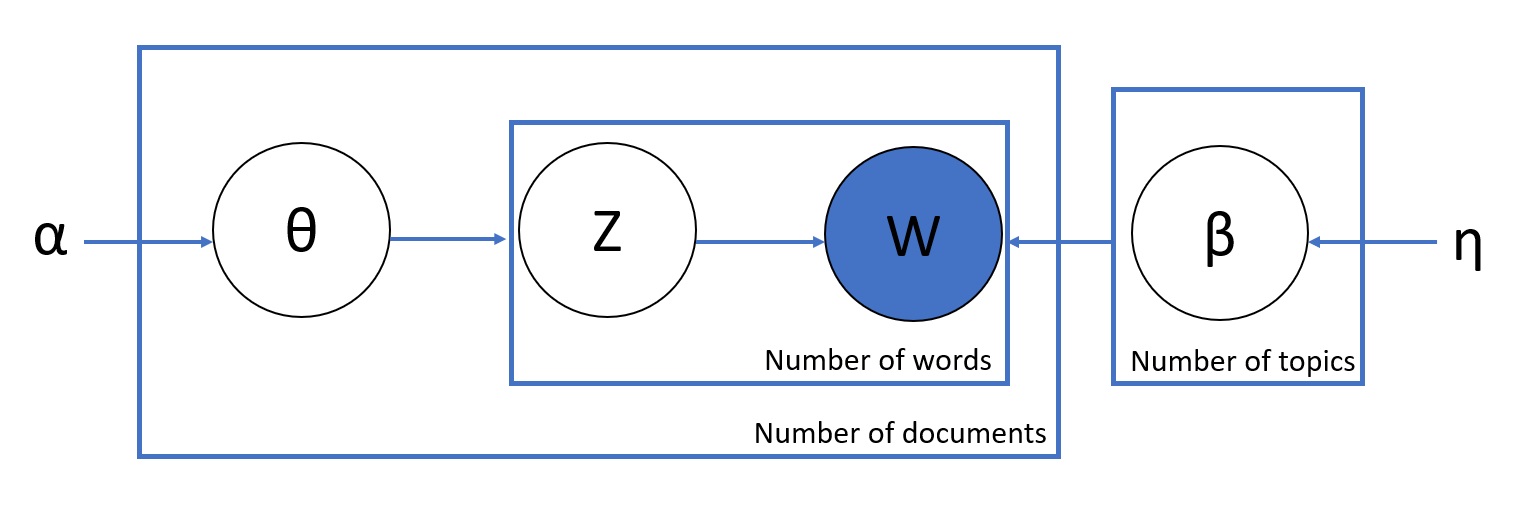 α
θ
Z
W
β
η
Number of words
Number of topics
Number of documents